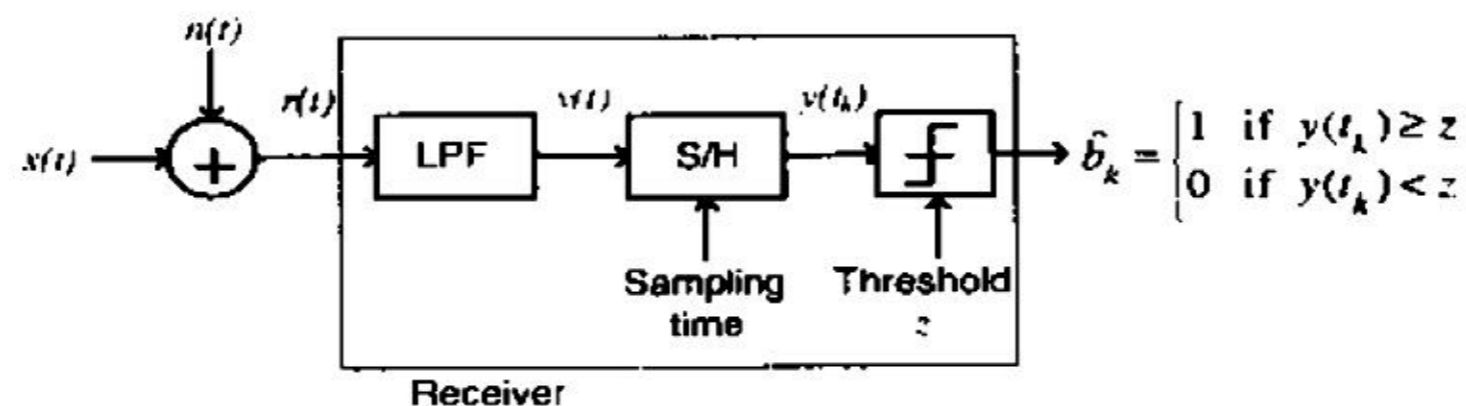 n(t)
x(t)
+
r(t)
LPF
y(t)
S/H
y(t_k)
b̂_k = { 1 if y(t_k) ≥ z
0 if y(t_k) < z
Sampling
time
Threshold
z
Receiver